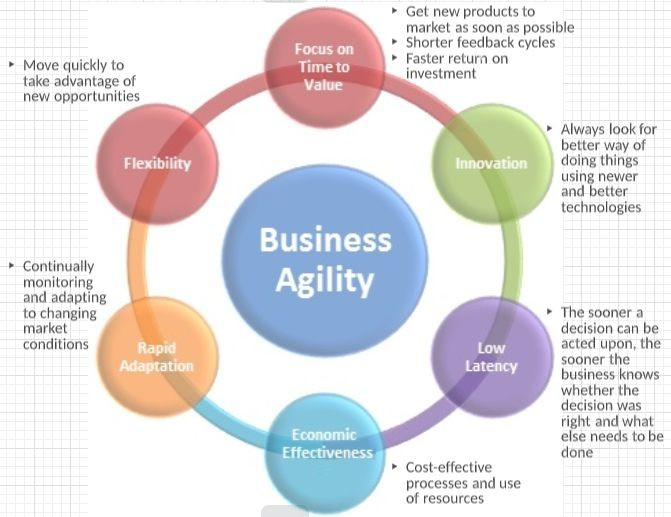 Focus on
Time to
Value
‣ Get new products to
market as soon as possible
‣ Shorter feedback cycles
‣ Faster return on
investment
Innovation
‣ Always look for
better way of
doing things
using newer
and better
technologies
Low
Latency
‣ The sooner a
decision can be
acted upon, the
sooner the
business knows
whether the
decision was
right and what
else needs to be
done
Economic
Effectiveness
‣ Cost-effective
processes and use
of resources
Rapid
Adaptation
‣ Continually
monitoring
and adapting
to changing
market
conditions
Flexibility
‣ Move quickly to
take advantage of
new opportunities
Business
Agility